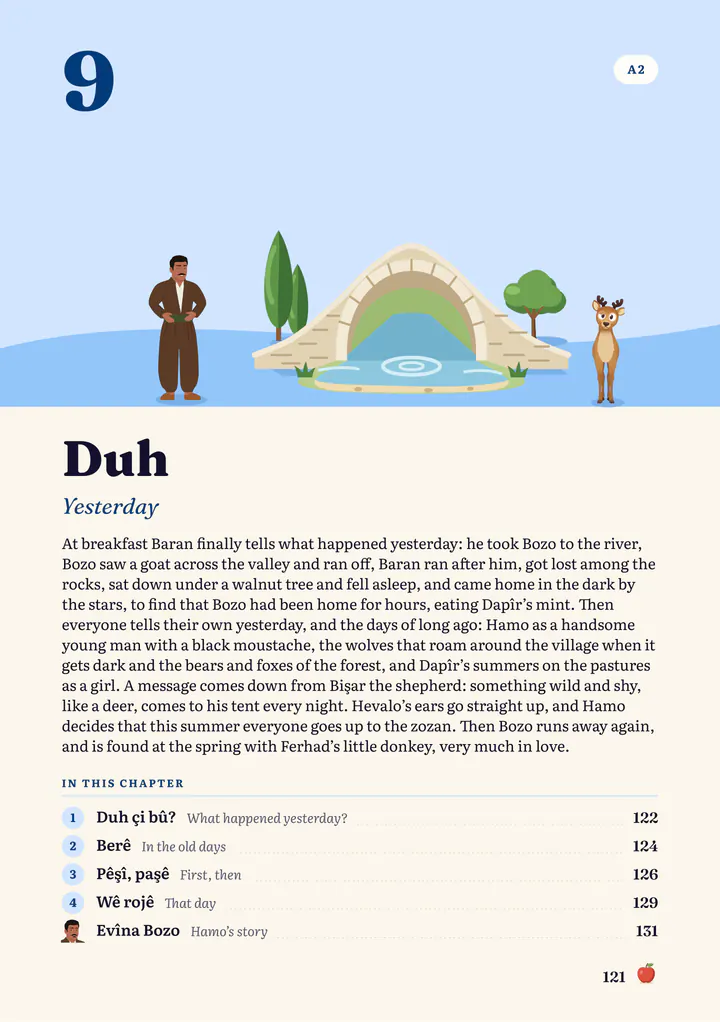 9
A2
Duh
Yesterday
At breakfast Baran finally tells what happened yesterday: he took Bozo to the river,
Bozo saw a goat across the valley and ran off, Baran ran after him, got lost among the
rocks, sat down under a walnut tree and fell asleep, and came home in the dark by
the stars, to find that Bozo had been home for hours, eating Dapîr’s mint. Then
everyone tells their own yesterday, and the days of long ago: Hamo as a handsome
young man with a black moustache, the wolves that roam around the village when it
gets dark and the bears and foxes of the forest, and Dapîr’s summers on the pastures
as a girl. A message comes down from Bişar the shepherd: something wild and shy,
like a deer, comes to his tent every night. Hevalo’s ears go straight up, and Hamo
decides that this summer everyone goes up to the zozan. Then Bozo runs away again,
and is found at the spring with Ferhad’s little donkey, very much in love.
IN THIS CHAPTER
1 Duh çi bû? What happened yesterday? 122
2 Berê In the old days 124
3 Pêşî, paşê First, then 126
4 Wê rojê That day 129
Evîna Bozo Hamo’s story 131
121